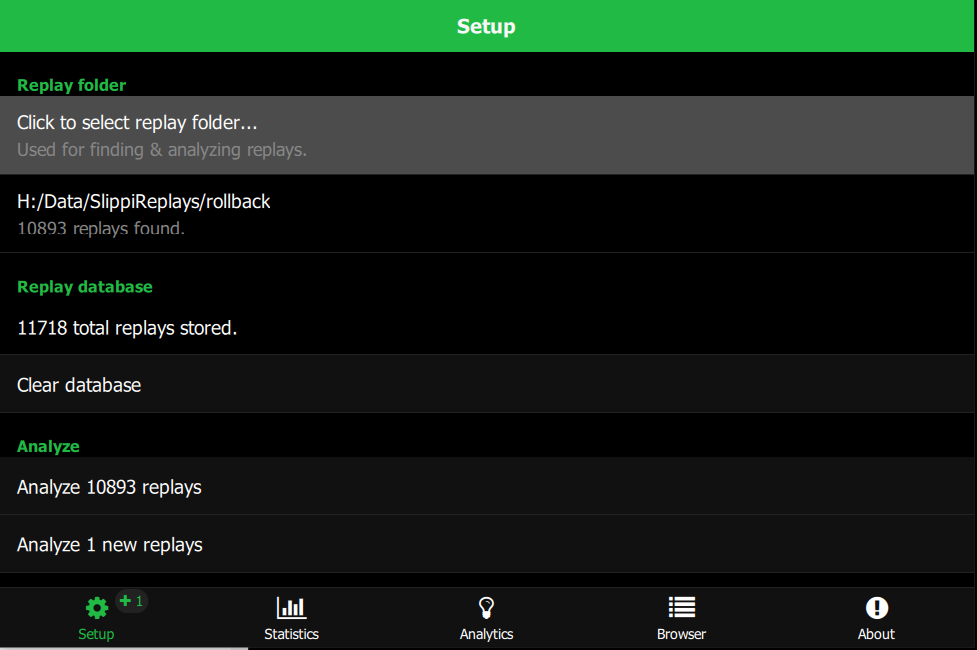 Setup
Replay folder
Click to select replay folder...
Used for finding & analyzing replays.
H:/Data/SlippiReplays/rollback
10893 replays found.
Replay database
11718 total replays stored.
Clear database
Analyze
Analyze 10893 replays
Analyze 1 new replays
+ 1
Setup
Statistics
Analytics
Browser
About